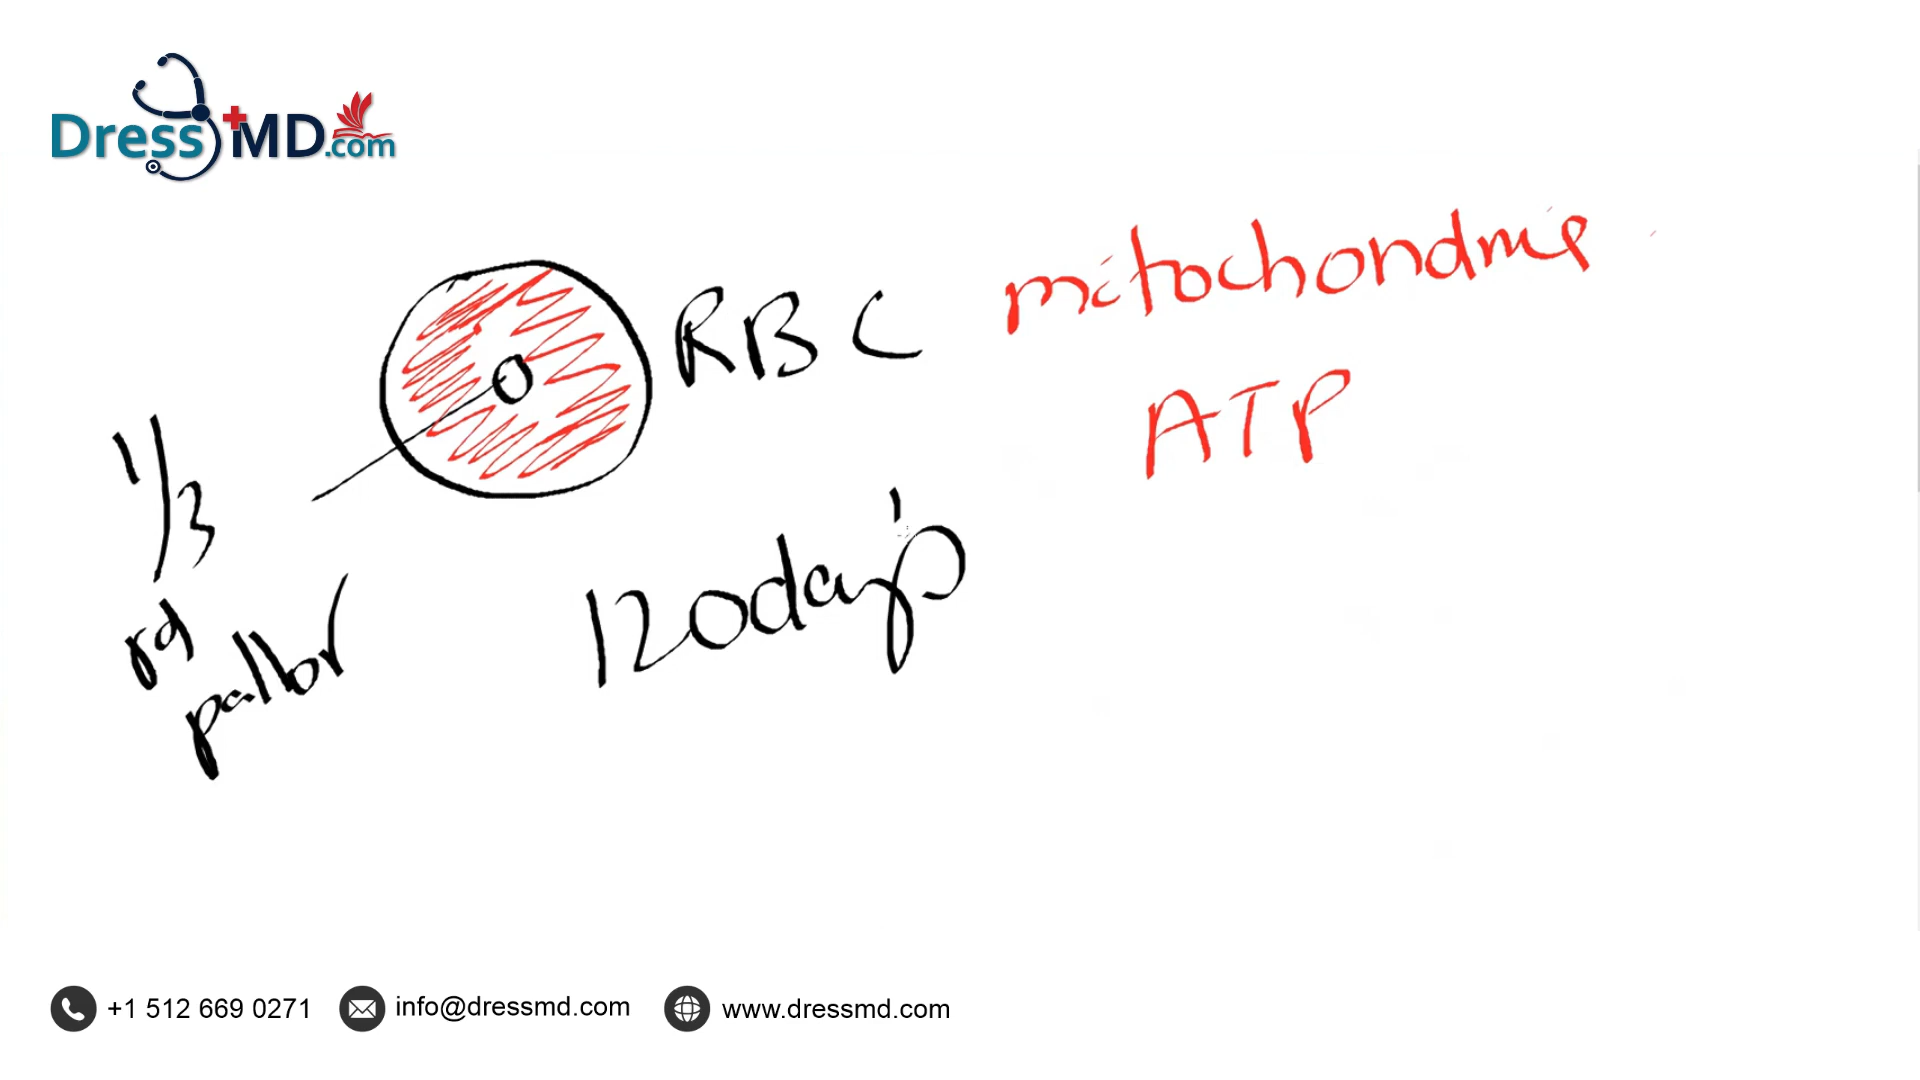 DressMD.com
RBC
mitochondria
ATP
1/3
rd
pallor
120days
+1 512 669 0271
info@dressmd.com
www.dressmd.com